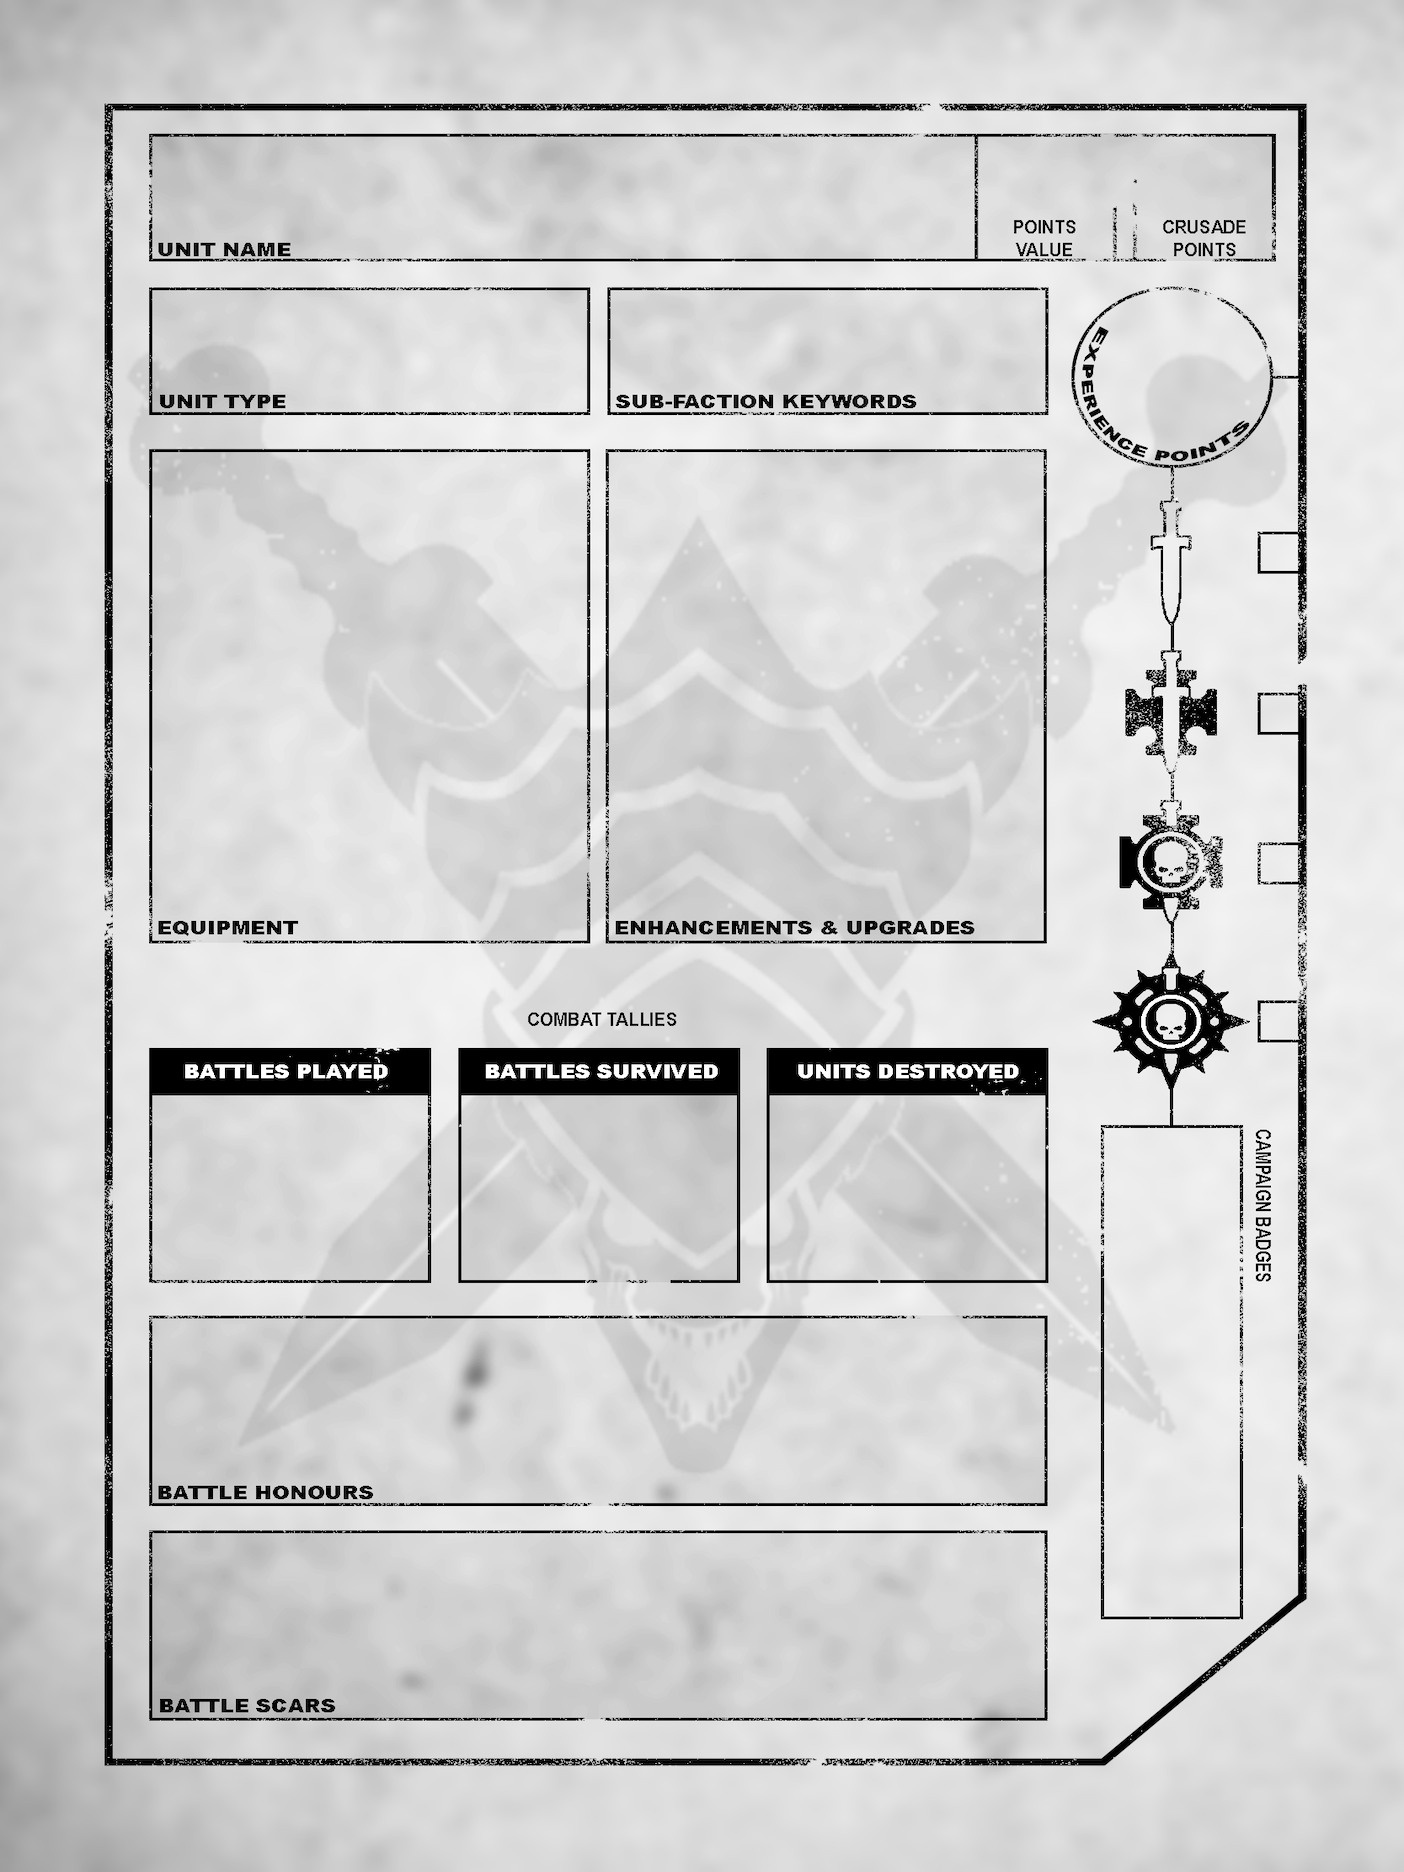 UNIT NAME
POINTS
VALUE
CRUSADE
POINTS
UNIT TYPE
SUB-FACTION KEYWORDS
EXPERIENCE POINTS
EQUIPMENT
ENHANCEMENTS & UPGRADES
COMBAT TALLIES
BATTLES PLAYED
BATTLES SURVIVED
UNITS DESTROYED
CAMPAIGN BADGES
BATTLE HONOURS
BATTLE SCARS